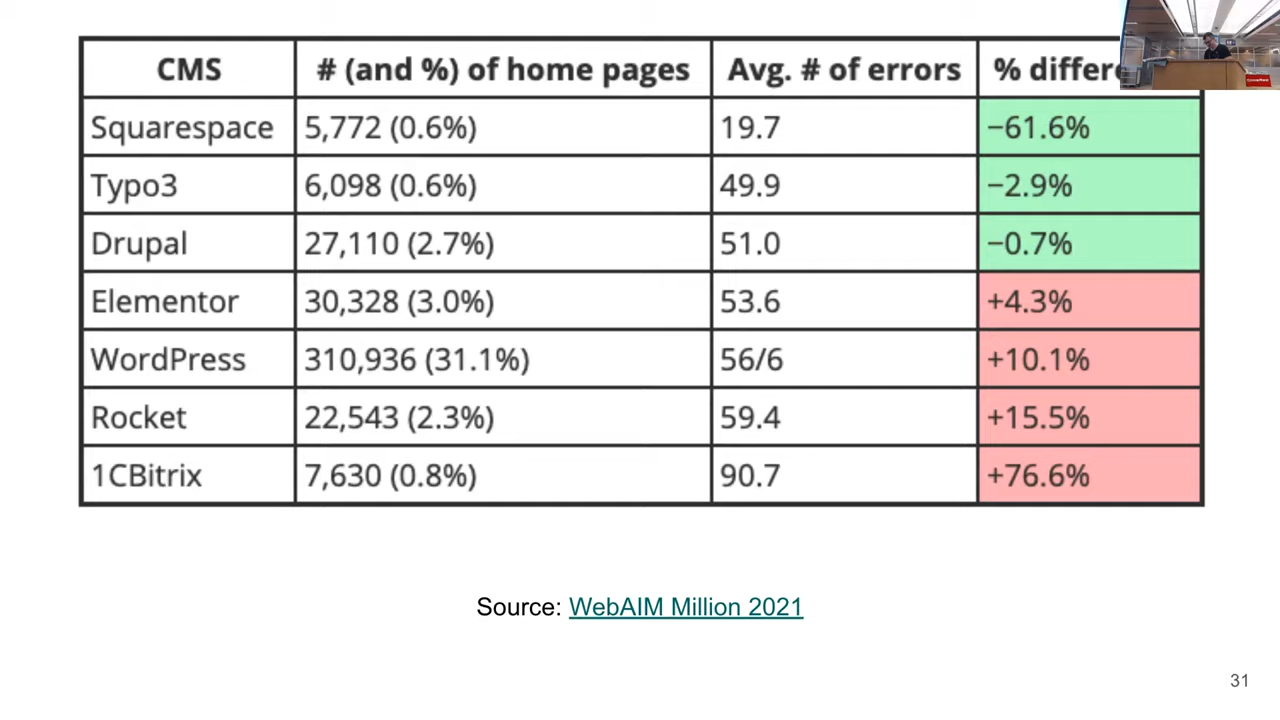 CMS # (and %) of home pages Avg. # of errors % differe
Squarespace 5,772 (0.6%) 19.7 −61.6%
Typo3 6,098 (0.6%) 49.9 −2.9%
Drupal 27,110 (2.7%) 51.0 −0.7%
Elementor 30,328 (3.0%) 53.6 +4.3%
WordPress 310,936 (31.1%) 56/6 +10.1%
Rocket 22,543 (2.3%) 59.4 +15.5%
1CBitrix 7,630 (0.8%) 90.7 +76.6%
Source: WebAIM Million 2021
31